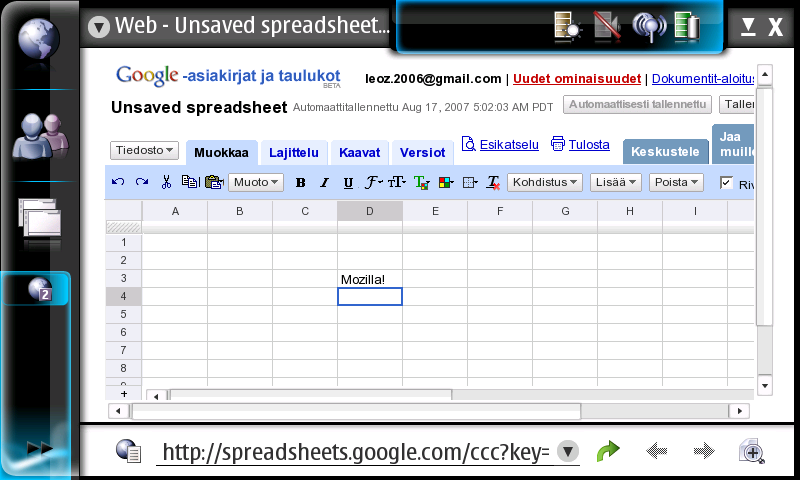 Web - Unsaved spreadsheet...
Google -asiakirjat ja taulukot BETA
leoz.2006@gmail.com | Uudet ominaisuudet | Dokumentit-aloitus
Unsaved spreadsheet Automaattitallennettu Aug 17, 2007 5:02:03 AM PDT Automaattisesti tallennettu Tallen
Tiedosto Muokkaa Lajittelu Kaavat Versiot Esikatselu Tulosta Keskustele Jaa
muille
Muoto B I U F T T Kohdistus Lisää Poista Riv
A B C D E F G H I
1
2
3 Mozilla!
4
5
6
7
8
9
+
2
http://spreadsheets.google.com/ccc?key=